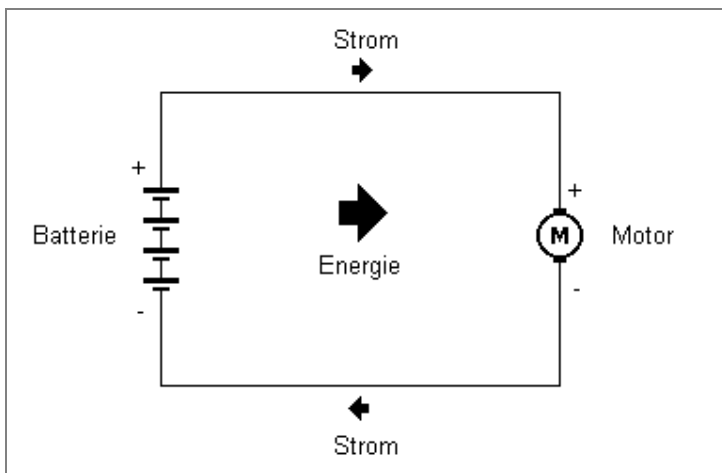 Strom
+
+
Batterie
M
Motor
Energie
-
-
Strom